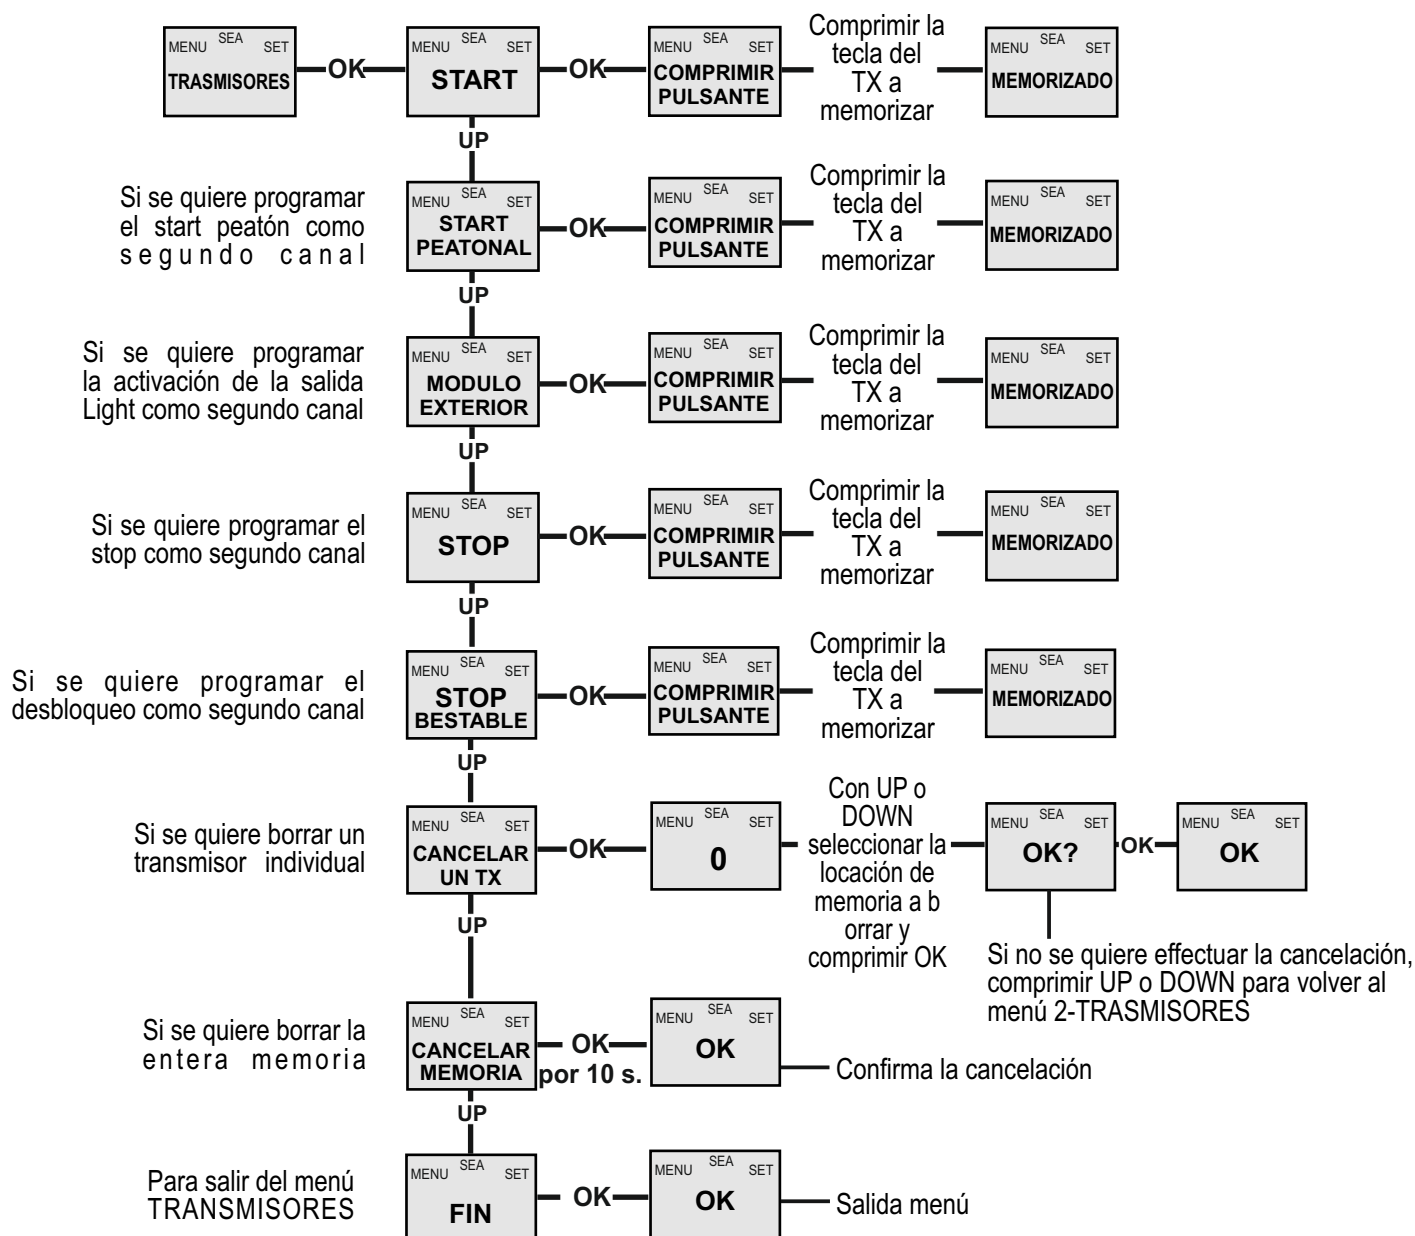 MENU SEA SET
TRASMISORES
OK
MENU SEA SET
START
OK
MENU SEA SET
COMPRIMIR
PULSANTE
Comprimir la
tecla del
TX a
memorizar
MENU SEA SET
MEMORIZADO
UP
Si se quiere programar
el start peatón como
segundo canal
MENU SEA SET
START
PEATONAL
OK
MENU SEA SET
COMPRIMIR
PULSANTE
Comprimir la
tecla del
TX a
memorizar
MENU SEA SET
MEMORIZADO
UP
Si se quiere programar
la activación de la salida
Light como segundo canal
MENU SEA SET
MODULO
EXTERIOR
OK
MENU SEA SET
COMPRIMIR
PULSANTE
Comprimir la
tecla del
TX a
memorizar
MENU SEA SET
MEMORIZADO
UP
Si se quiere programar el
stop como segundo canal
MENU SEA SET
STOP
OK
MENU SEA SET
COMPRIMIR
PULSANTE
Comprimir la
tecla del
TX a
memorizar
MENU SEA SET
MEMORIZADO
UP
Si se quiere programar el
desbloqueo como segundo canal
MENU SEA SET
STOP
BESTABLE
OK
MENU SEA SET
COMPRIMIR
PULSANTE
Comprimir la
tecla del
TX a
memorizar
MENU SEA SET
MEMORIZADO
UP
Si se quiere borrar un
transmisor individual
MENU SEA SET
CANCELAR
UN TX
OK
MENU SEA SET
0
Con UP o
DOWN
seleccionar la
locación de
memoria a b
orrar y
comprimir OK
MENU SEA SET
OK?
OK
MENU SEA SET
OK
Si no se quiere effectuar la cancelación,
comprimir UP o DOWN para volver al
menú 2-TRASMISORES
UP
Si se quiere borrar la
entera memoria
MENU SEA SET
CANCELAR
MEMORIA
OK
por 10 s.
MENU SEA SET
OK
Confirma la cancelación
UP
Para salir del menú
TRANSMISORES
MENU SEA SET
FIN
OK
MENU SEA SET
OK
Salida menú